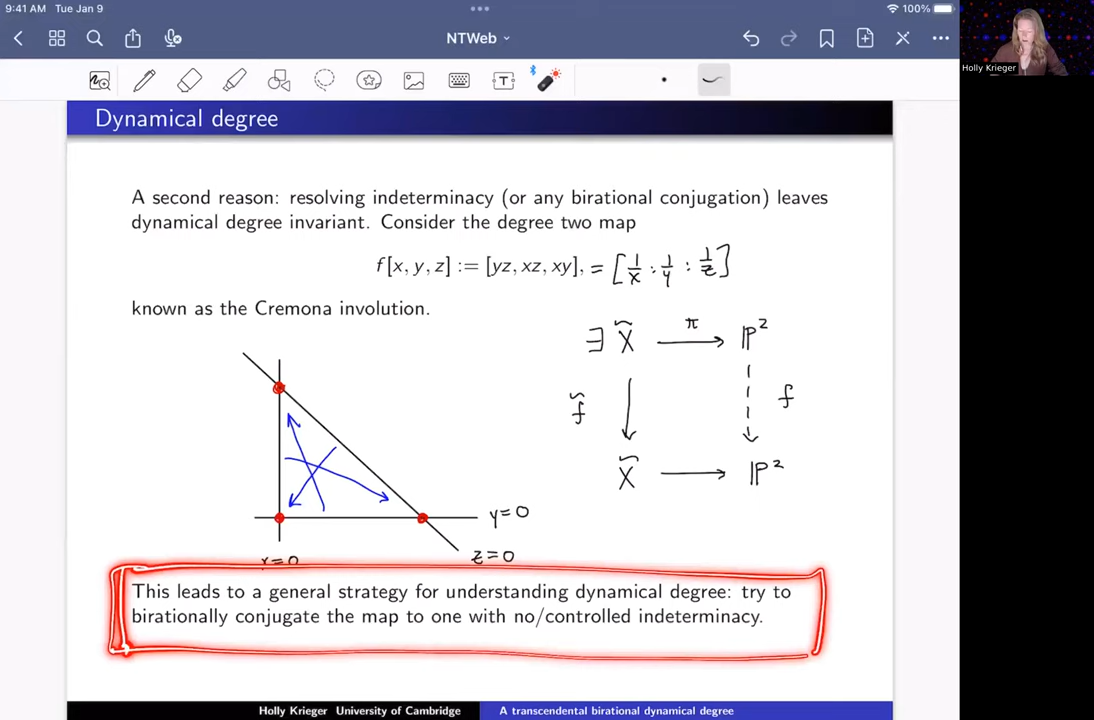 9:41 AM Tue Jan 9
100%
NTWeb
Holly Krieger
Dynamical degree
A second reason: resolving indeterminacy (or any birational conjugation) leaves
dynamical degree invariant. Consider the degree two map
f[x, y, z] := [yz, xz, xy], = [1/x : 1/y : 1/z]
known as the Cremona involution.
∃ X̃ π ℙ²
f̃ f
X̃ ℙ²
y=0
x=0
z=0
This leads to a general strategy for understanding dynamical degree: try to
birationally conjugate the map to one with no/controlled indeterminacy.
Holly Krieger University of Cambridge A transcendental birational dynamical degree